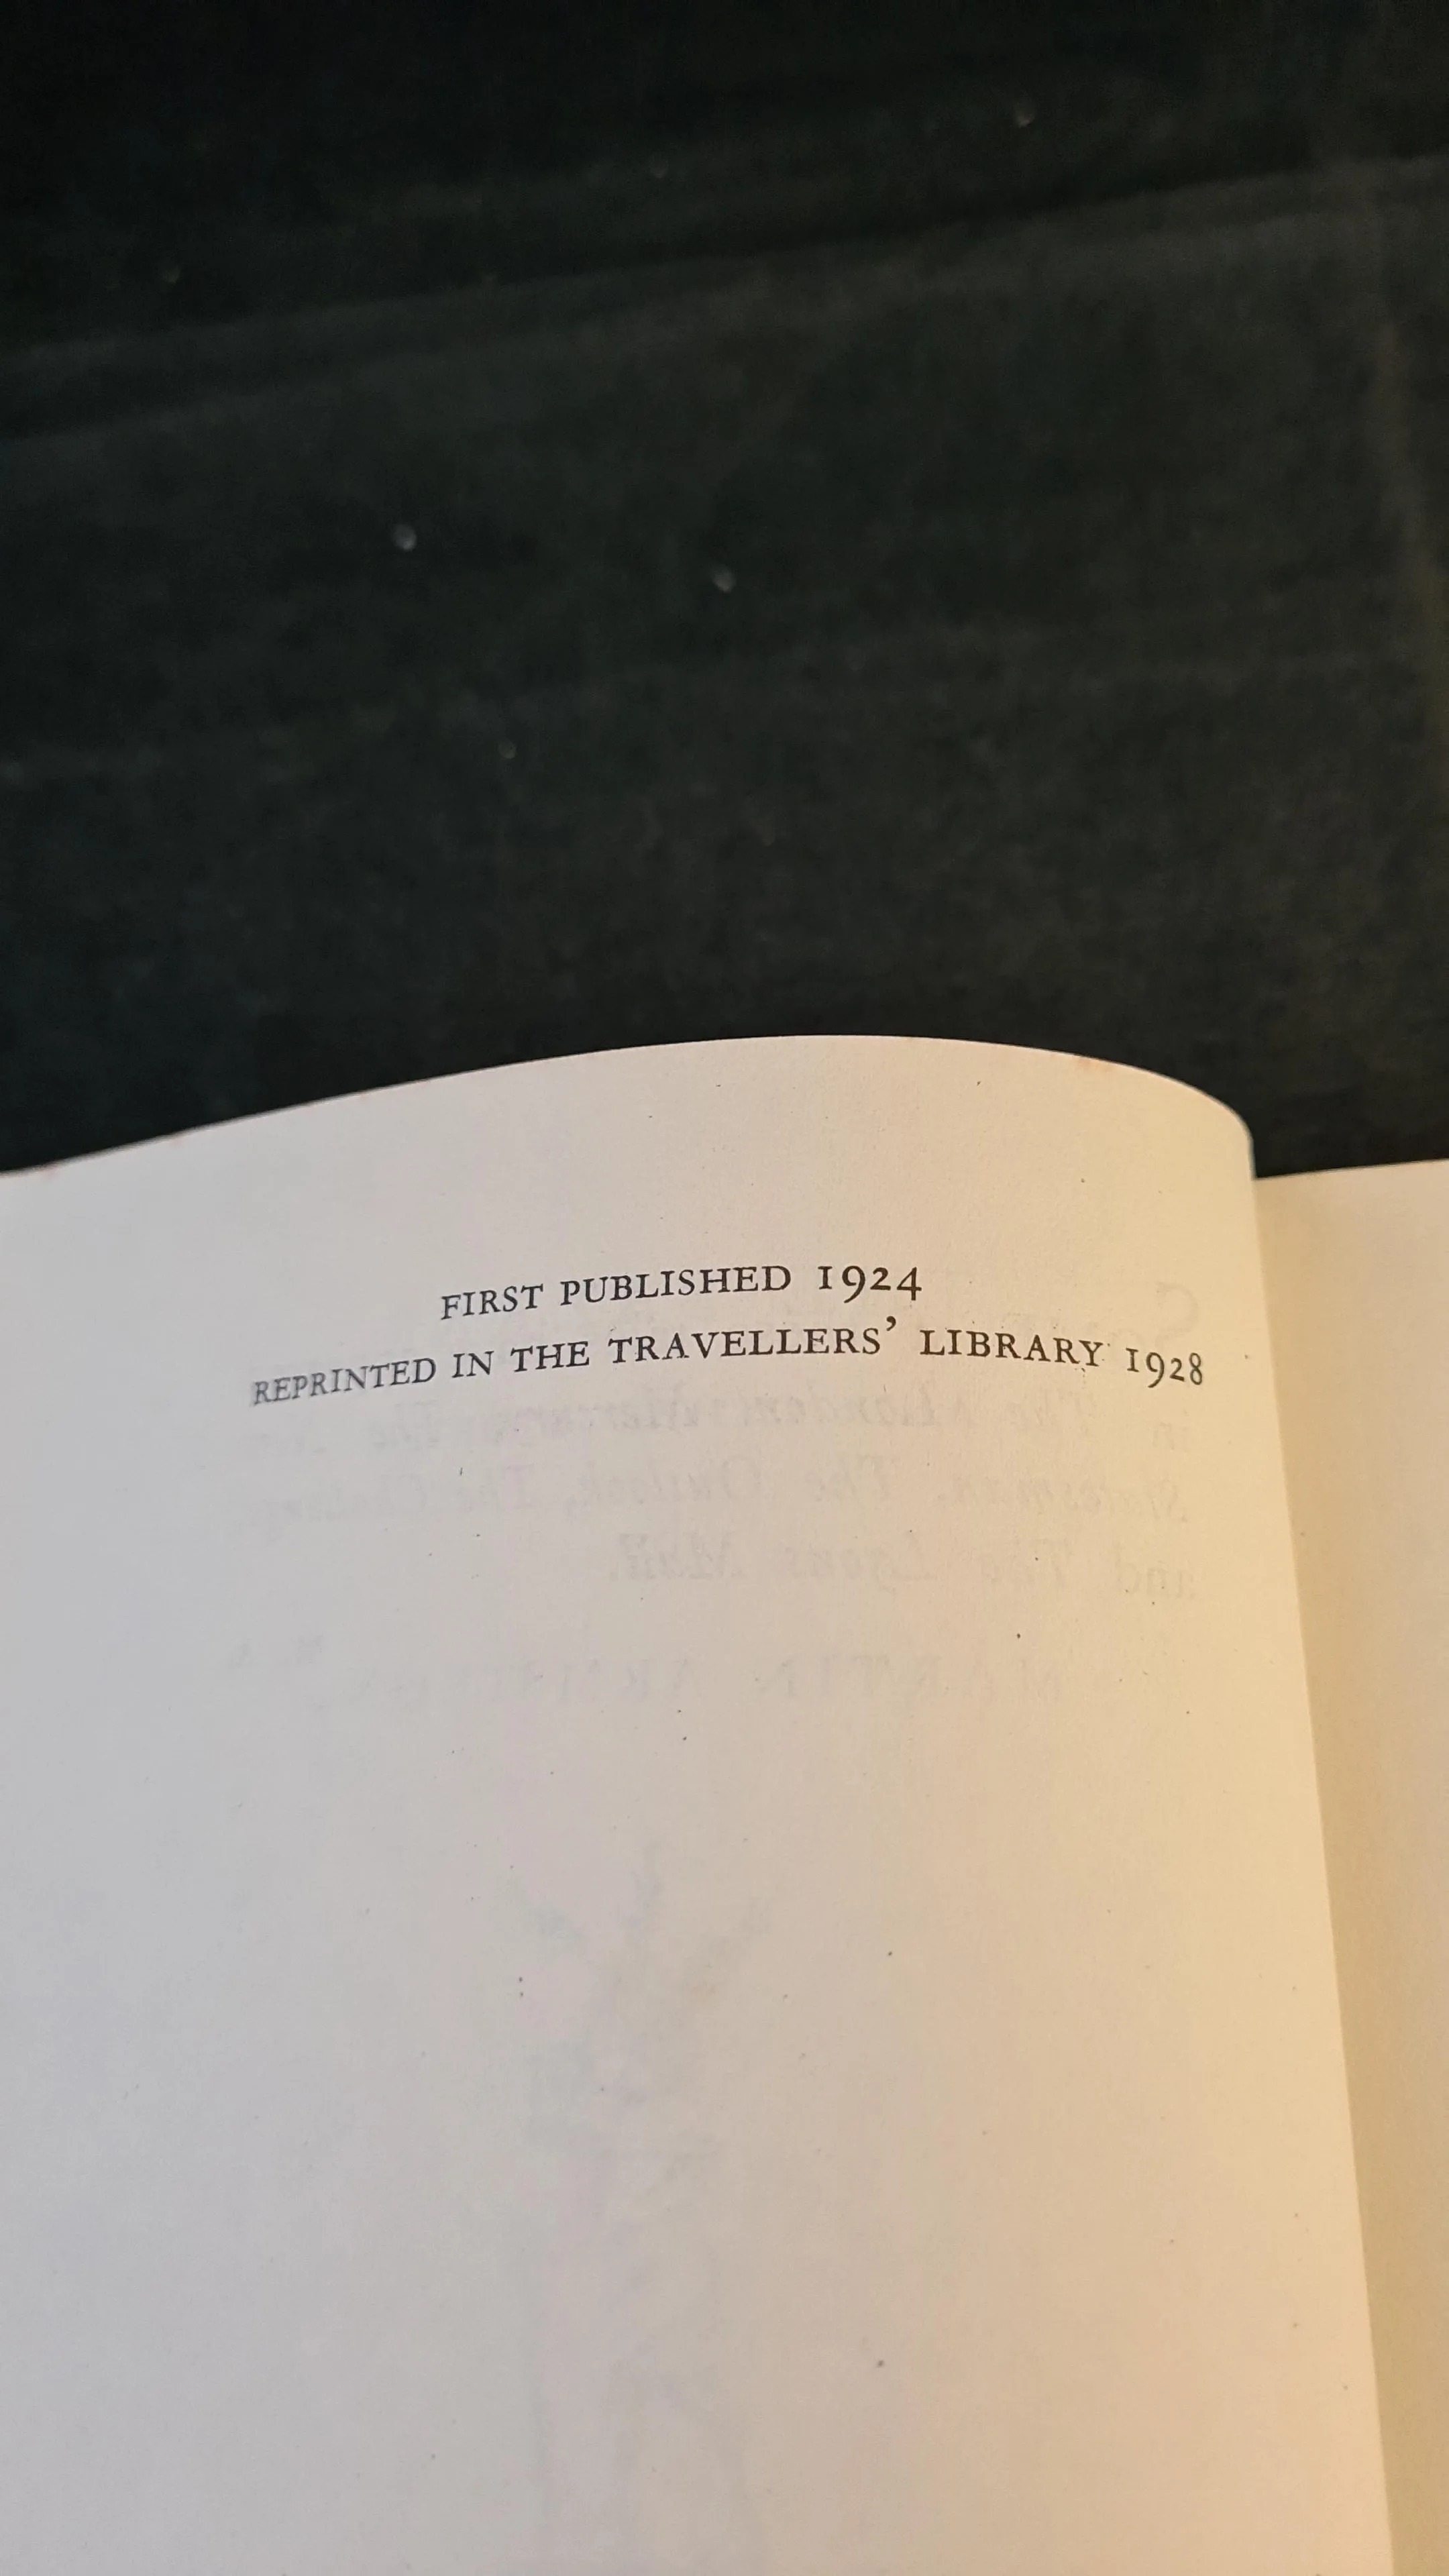 FIRST PUBLISHED 1924
REPRINTED IN THE TRAVELLERS’ LIBRARY 1928